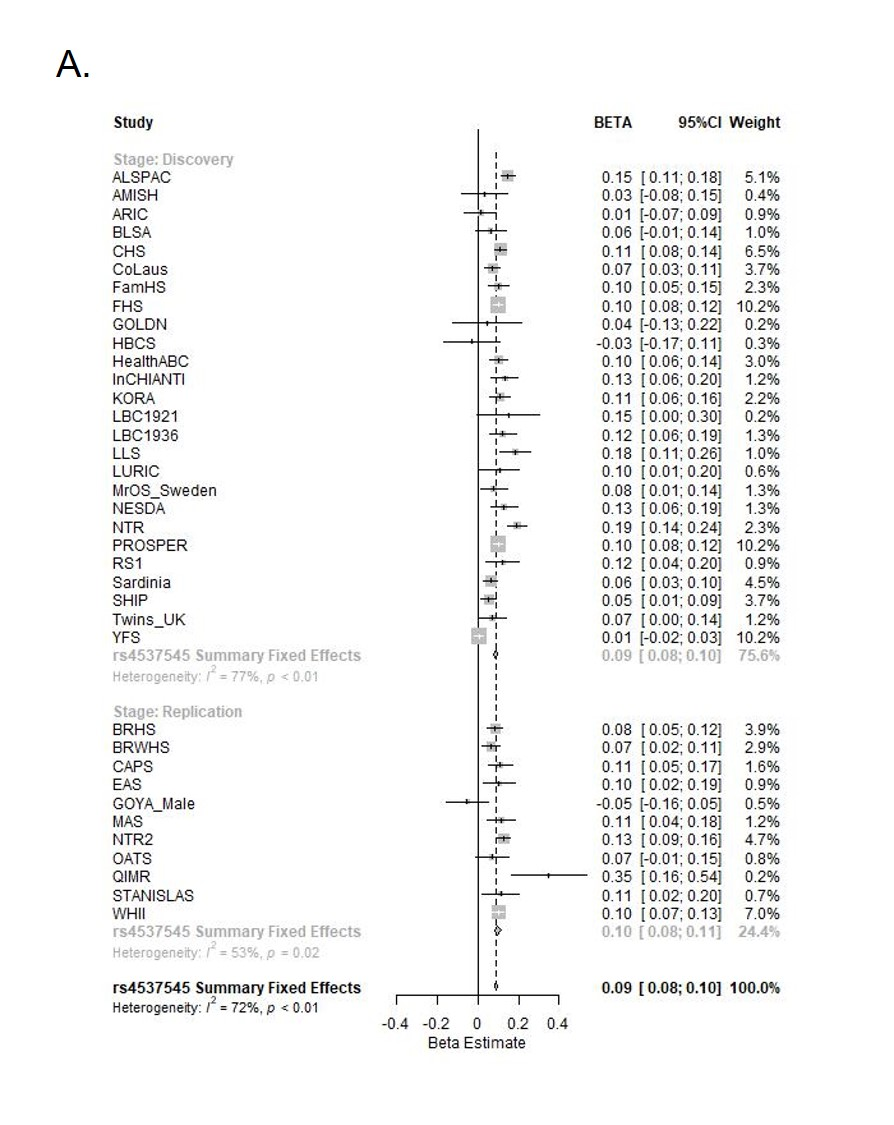 A.
Study BETA 95%CI Weight
Stage: Discovery
ALSPAC 0.15 [ 0.11; 0.18] 5.1%
AMISH 0.03 [-0.08; 0.15] 0.4%
ARIC 0.01 [-0.07; 0.09] 0.9%
BLSA 0.06 [-0.01; 0.14] 1.0%
CHS 0.11 [ 0.08; 0.14] 6.5%
CoLaus 0.07 [ 0.03; 0.11] 3.7%
FamHS 0.10 [ 0.05; 0.15] 2.3%
FHS 0.10 [ 0.08; 0.12] 10.2%
GOLDN 0.04 [-0.13; 0.22] 0.2%
HBCS -0.03 [-0.17; 0.11] 0.3%
HealthABC 0.10 [ 0.06; 0.14] 3.0%
InCHIANTI 0.13 [ 0.06; 0.20] 1.2%
KORA 0.11 [ 0.06; 0.16] 2.2%
LBC1921 0.15 [ 0.00; 0.30] 0.2%
LBC1936 0.12 [ 0.06; 0.19] 1.3%
LLS 0.18 [ 0.11; 0.26] 1.0%
LURIC 0.10 [ 0.01; 0.20] 0.6%
MrOS_Sweden 0.08 [ 0.01; 0.14] 1.3%
NESDA 0.13 [ 0.06; 0.19] 1.3%
NTR 0.19 [ 0.14; 0.24] 2.3%
PROSPER 0.10 [ 0.08; 0.12] 10.2%
RS1 0.12 [ 0.04; 0.20] 0.9%
Sardinia 0.06 [ 0.03; 0.10] 4.5%
SHIP 0.05 [ 0.01; 0.09] 3.7%
Twins_UK 0.07 [ 0.00; 0.14] 1.2%
YFS 0.01 [-0.02; 0.03] 10.2%
rs4537545 Summary Fixed Effects 0.09 [ 0.08; 0.10] 75.6%
Heterogeneity: I² = 77%, p < 0.01
Stage: Replication
BRHS 0.08 [ 0.05; 0.12] 3.9%
BRWHS 0.07 [ 0.02; 0.11] 2.9%
CAPS 0.11 [ 0.05; 0.17] 1.6%
EAS 0.10 [ 0.02; 0.19] 0.9%
GOYA_Male -0.05 [-0.16; 0.05] 0.5%
MAS 0.11 [ 0.04; 0.18] 1.2%
NTR2 0.13 [ 0.09; 0.16] 4.7%
OATS 0.07 [-0.01; 0.15] 0.8%
QIMR 0.35 [ 0.16; 0.54] 0.2%
STANISLAS 0.11 [ 0.02; 0.20] 0.7%
WHII 0.10 [ 0.07; 0.13] 7.0%
rs4537545 Summary Fixed Effects 0.10 [ 0.08; 0.11] 24.4%
Heterogeneity: I² = 53%, p = 0.02
rs4537545 Summary Fixed Effects 0.09 [ 0.08; 0.10] 100.0%
Heterogeneity: I² = 72%, p < 0.01
-0.4 -0.2 0 0.2 0.4
Beta Estimate